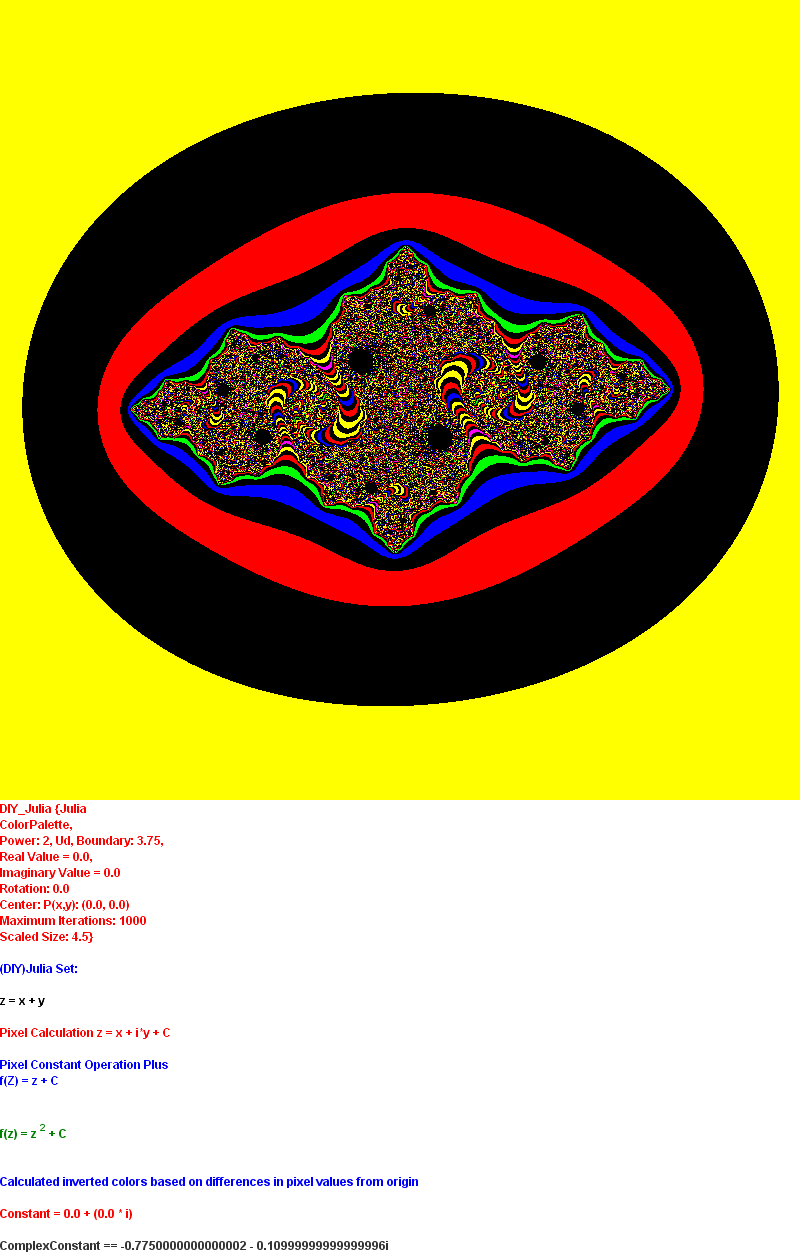 DIY_Julia {Julia
ColorPalette,
Power: 2, Ud, Boundary: 3.75,
Real Value = 0.0,
Imaginary Value = 0.0
Rotation: 0.0
Center: P(x,y): (0.0, 0.0)
Maximum Iterations: 1000
Scaled Size: 4.5}
(DIY)Julia Set:
z = x + y
Pixel Calculation z = x + i*y + C
Pixel Constant Operation Plus
f(Z) = z + C
f(z) = z 2 + C
Calculated inverted colors based on differences in pixel values from origin
Constant = 0.0 + (0.0 * i)
ComplexConstant == -0.7750000000000002 - 0.10999999999999996i